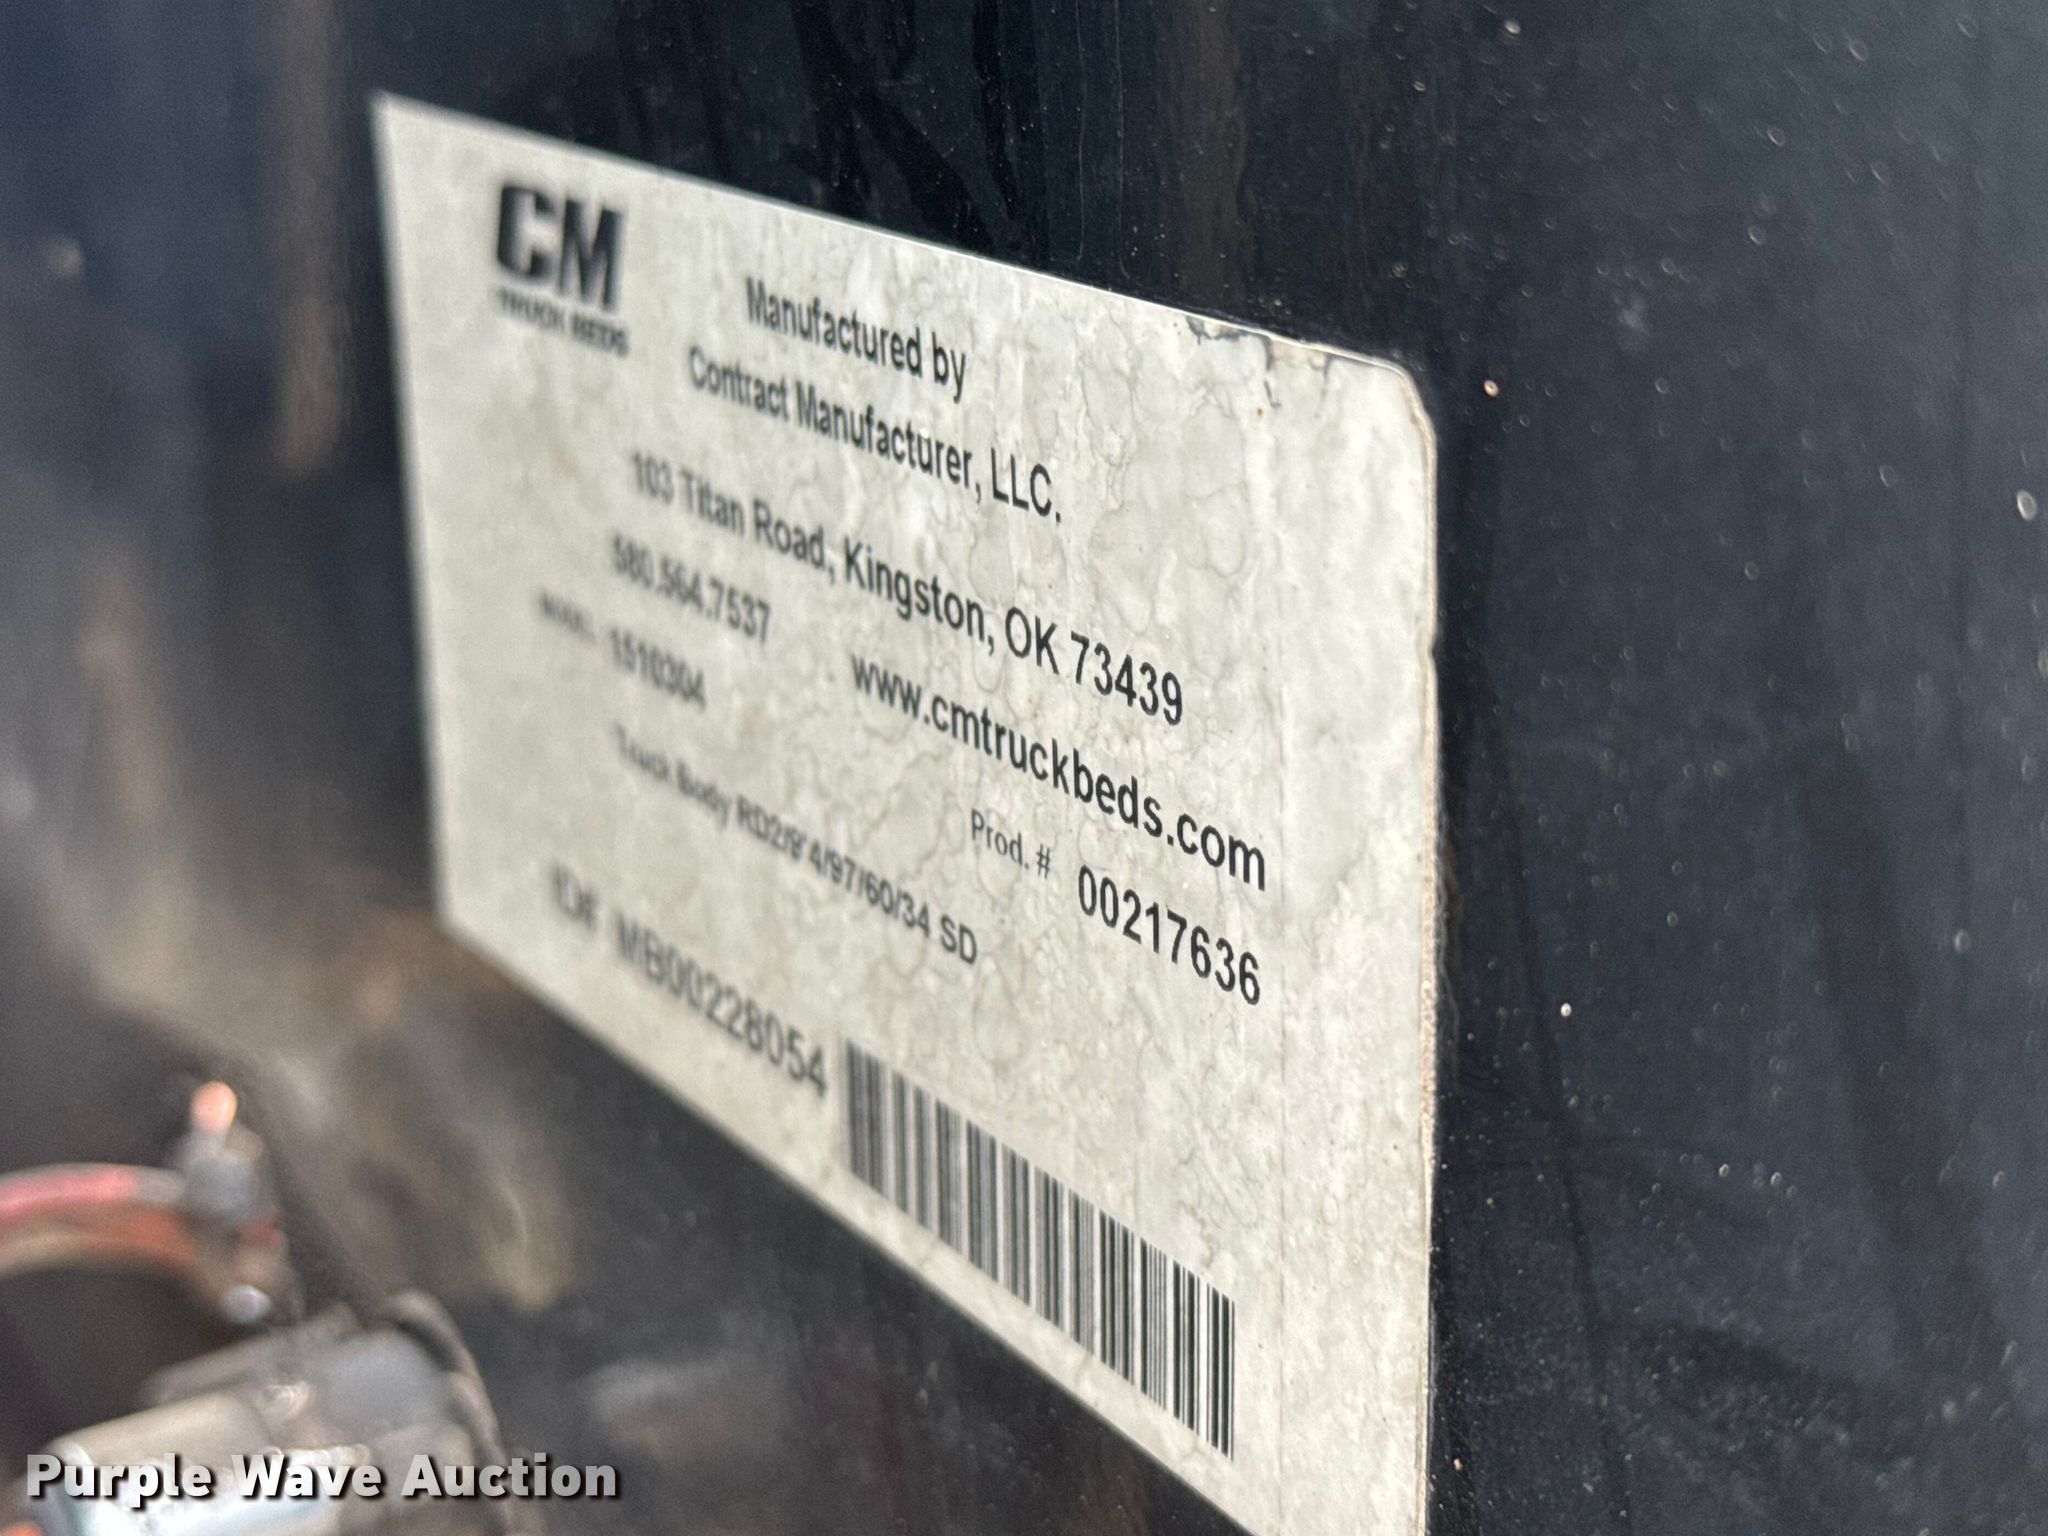 CM
TRUCK BEDS
Manufactured by
Contract Manufacturer, LLC.
103 Titan Road, Kingston, OK 73439
580.564.7537 www.cmtruckbeds.com
1510304 Prod. # 00217636
Truck Body RD2/9'4/97/60/34 SD
ID# MB00228054
Purple Wave Auction